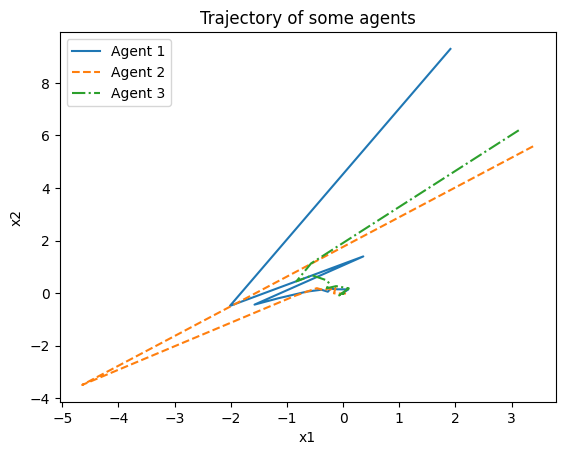 Trajectory of some agents
Agent 1
Agent 2
Agent 3
x2
8
6
4
2
0
−2
−4
−5 −4 −3 −2 −1 0 1 2 3
x1